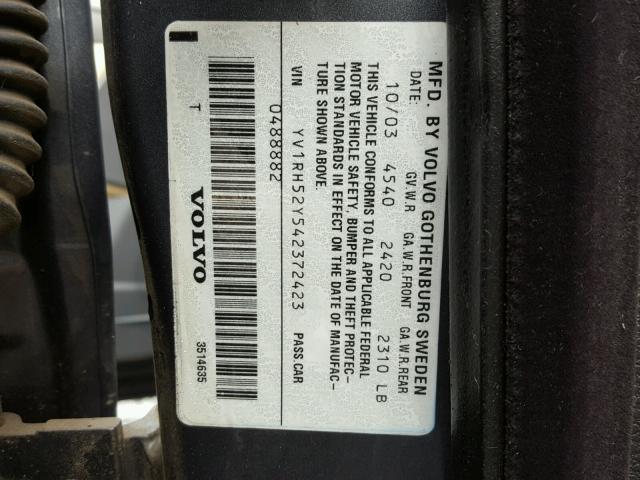 MFD. BY VOLVO GOTHENBURG SWEDEN
DATE: GV.W.R GA.W.R.FRONT GA.W.R.REAR
10/03 4540 2420 2310 LB
THIS VEHICLE CONFORMS TO ALL APPLICABLE FEDERAL
MOTOR VEHICLE SAFETY, BUMPER AND THEFT PROTEC–
TION STANDARDS IN EFFECT ON THE DATE OF MANUFAC–
TURE SHOWN ABOVE.
VIN YV1RH52Y542372423 PASS.CAR
0488882
T VOLVO 3514635